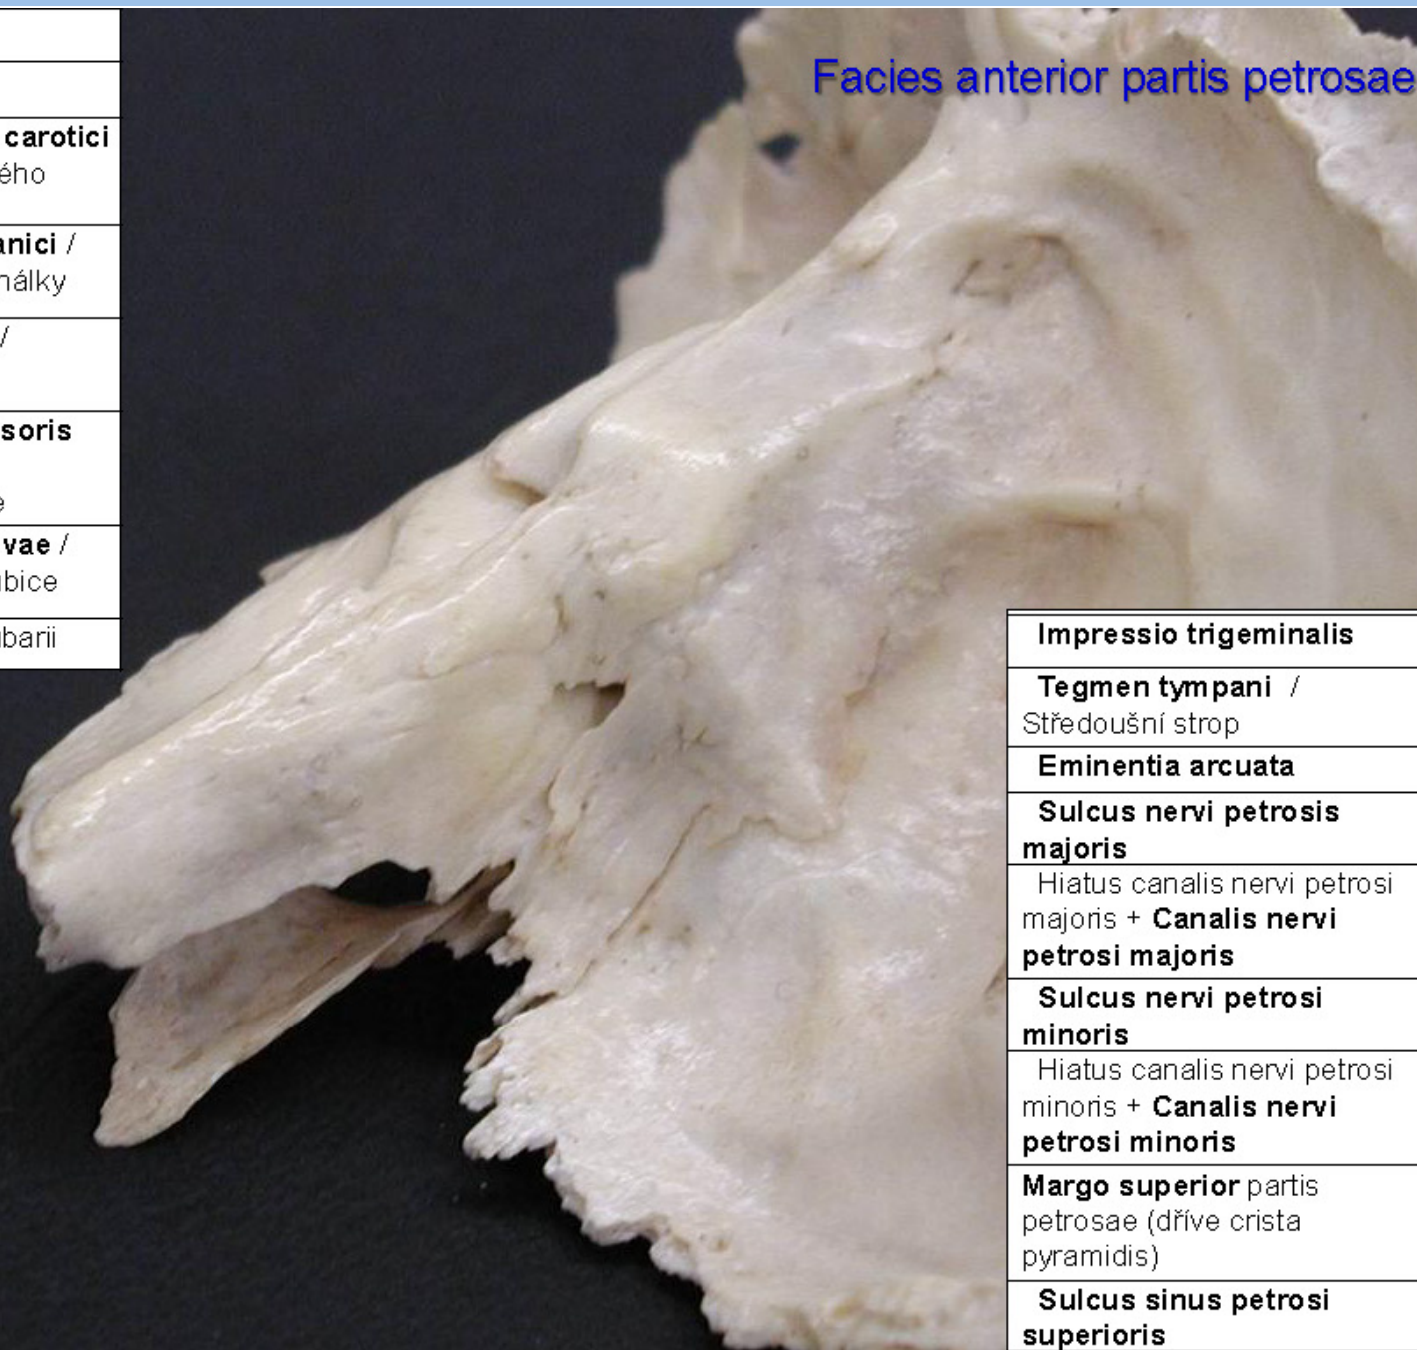 Facies anterior partis petrosae
carotici
ého
anici /
nálky
/
soris
e
vae /
ubice
barii
Impressio trigeminalis
Tegmen tympani /
Středoušní strop
Eminentia arcuata
Sulcus nervi petrosis
majoris
Hiatus canalis nervi petrosi
majoris + Canalis nervi
petrosi majoris
Sulcus nervi petrosi
minoris
Hiatus canalis nervi petrosi
minoris + Canalis nervi
petrosi minoris
Margo superior partis
petrosae (dříve crista
pyramidis)
Sulcus sinus petrosi
superioris